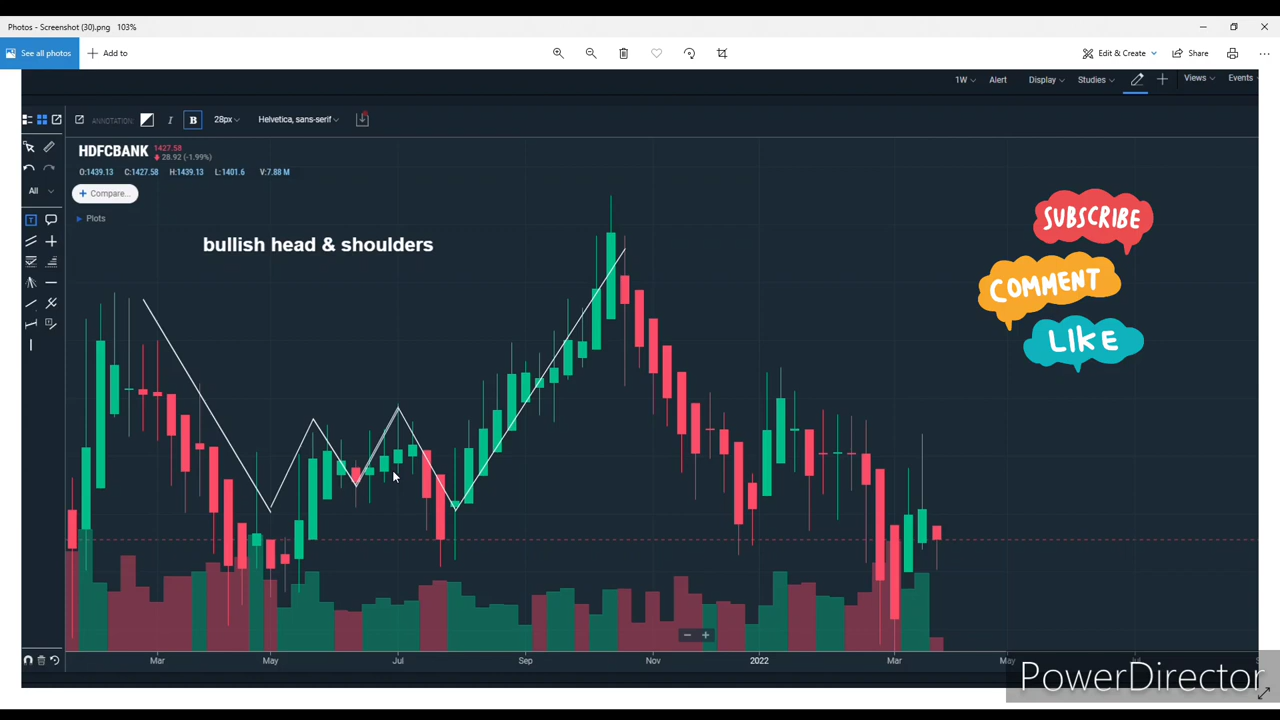 Photos - Screenshot (30).png 103%
See all photos
Add to
Edit & Create
Share
1W
Alert
Display
Studies
Views
Events
ANNOTATION:
I
B
28px
Helvetica, sans-serif
HDFCBANK
1427.58
28.92 (-1.99%)
O:1439.13 C:1427.58 H:1439.13 L:1401.6 V:7.88 M
All
+ Compare...
Plots
T
bullish head & shoulders
SUBSCRIBE
COMMENT
LIKE
Mar
May
Jul
Sep
Nov
2022
Mar
May
PowerDirector